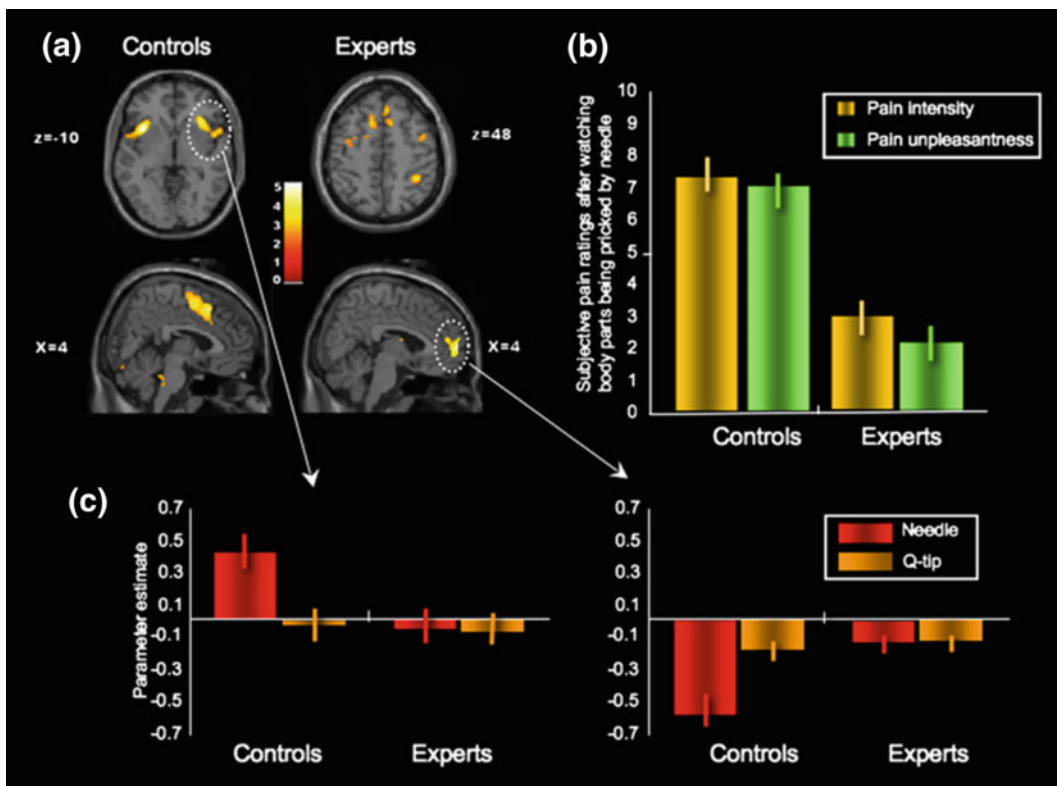 (a)
Controls
Experts
z=-10
z=48
5
4
3
2
1
0
X=4
X=4
(b)
Subjective pain ratings after watching
body parts being pricked by needle
10
9
8
7
6
5
3
2
1
0
Pain intensity
Pain unpleasantness
Controls
Experts
(c)
Parameter estimate
0.7
0.5
0.3
0.1
-0.1
-0.3
-0.5
-0.7
Controls
Experts
0.7
0.5
0.3
0.1
-0.1
-0.3
-0.5
-0.7
Needle
Q-tip
Controls
Experts